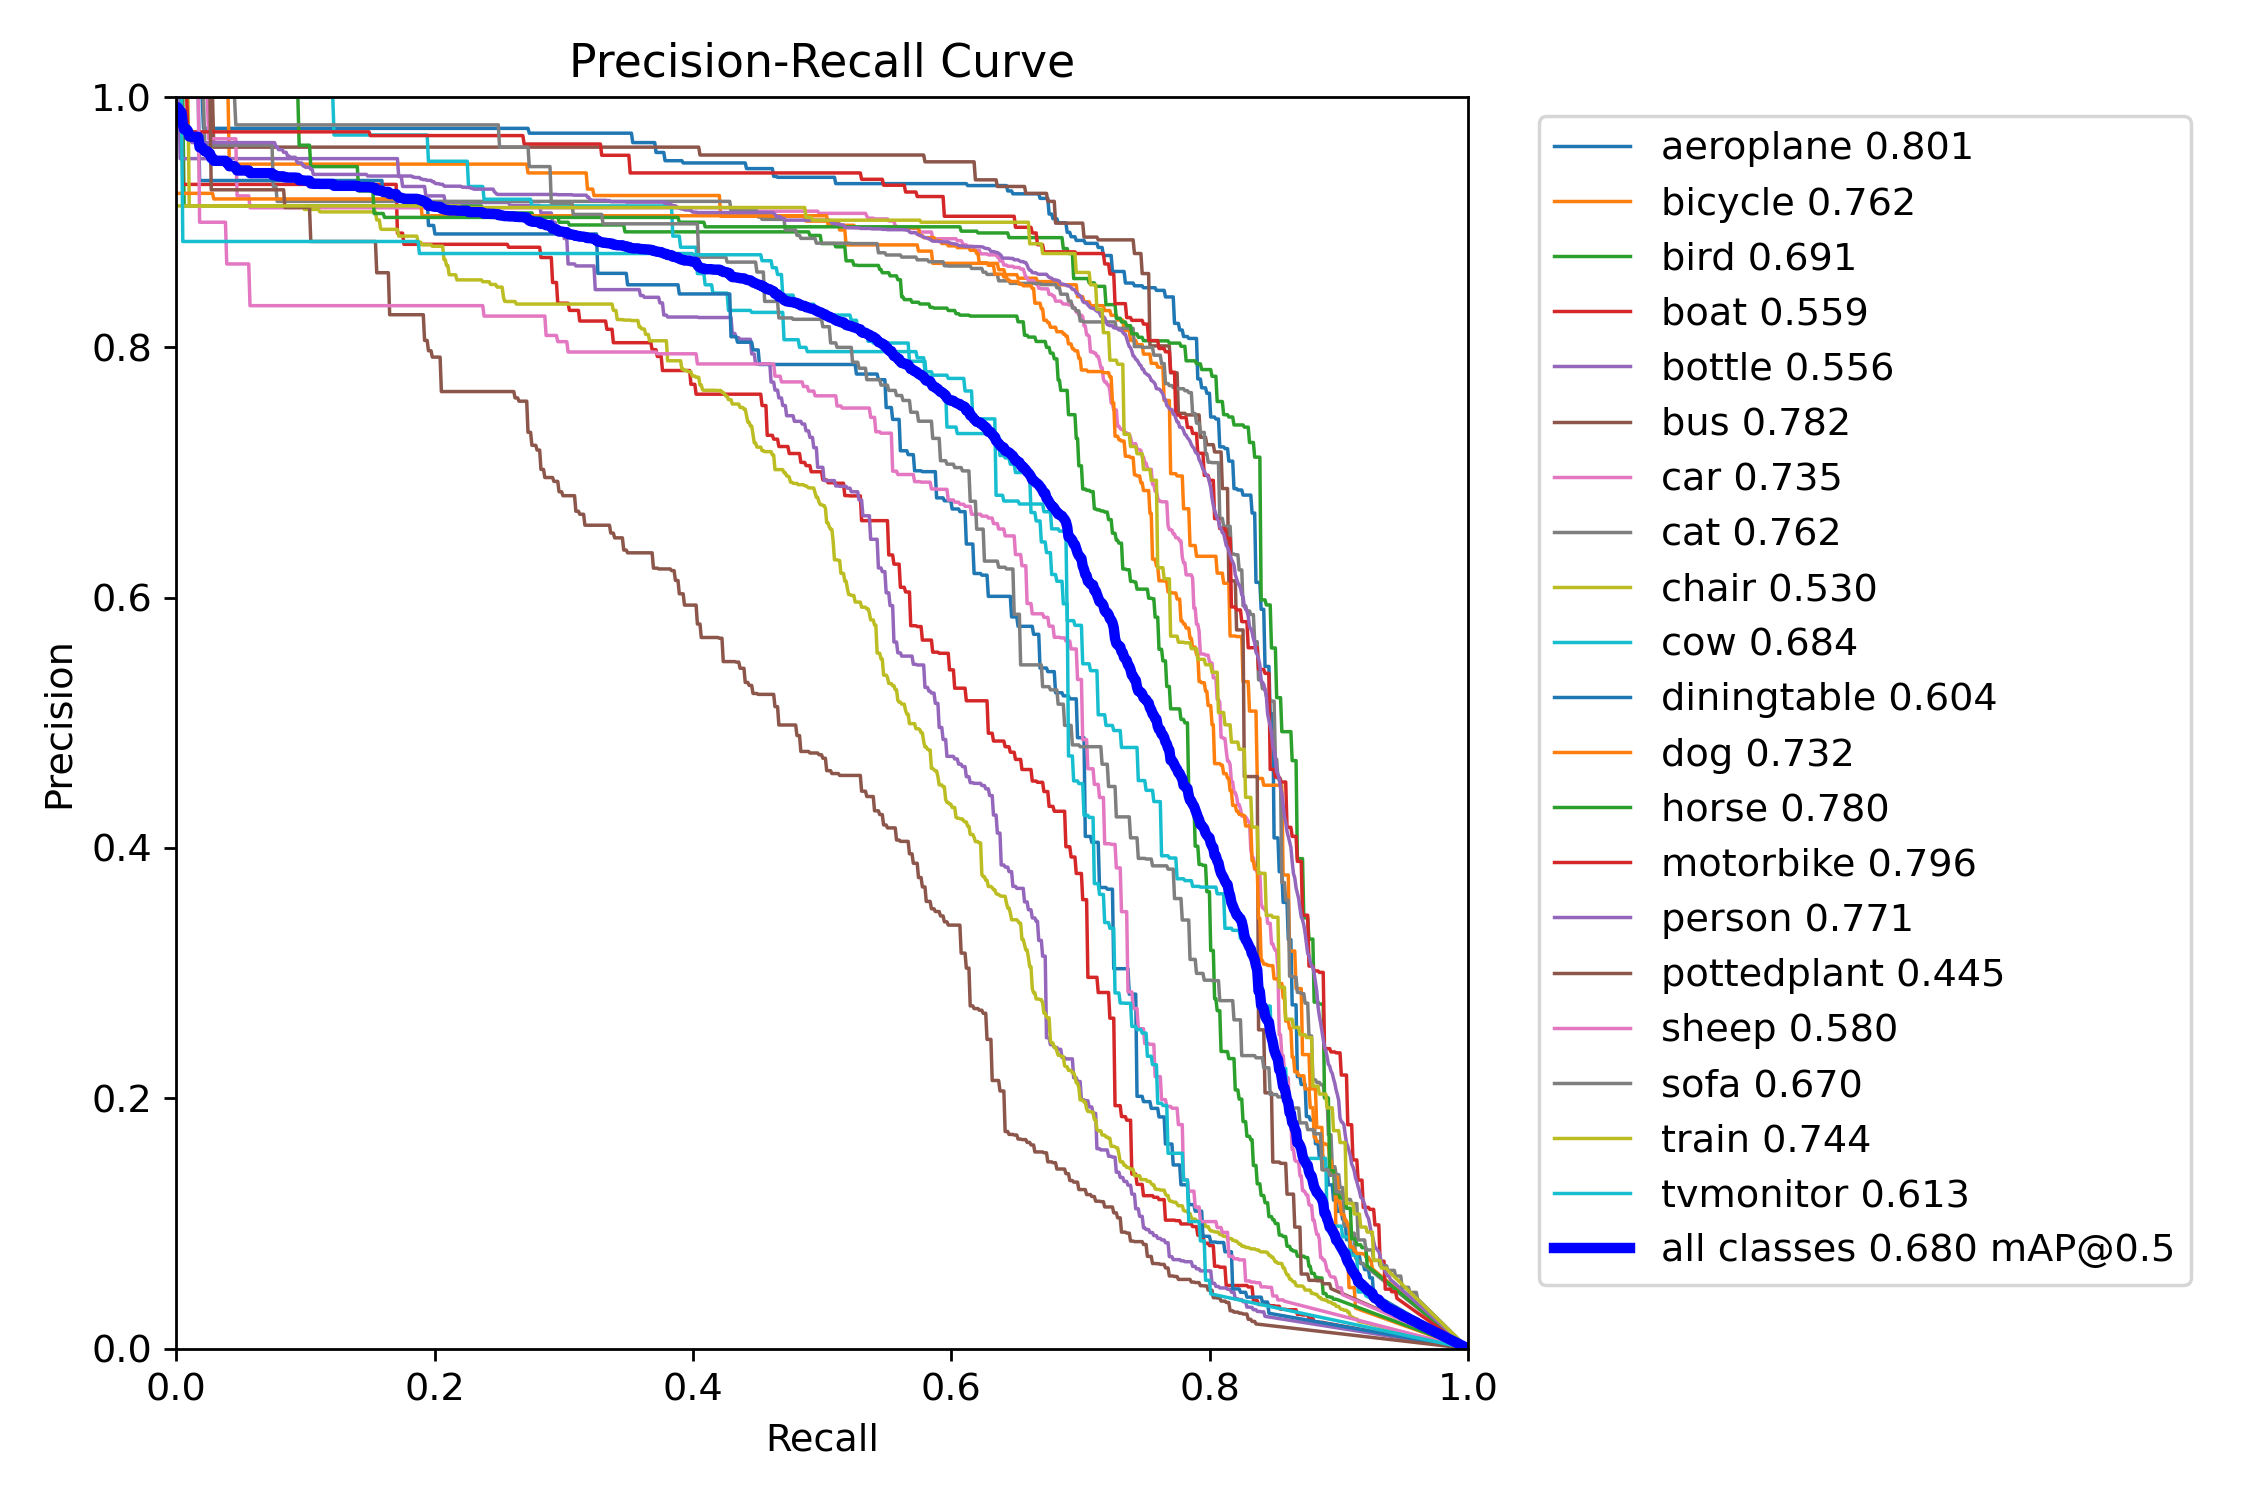 Precision-Recall Curve
1.0
0.8
0.6
0.4
0.2
0.0
Precision
0.0 0.2 0.4 0.6 0.8 1.0
Recall
aeroplane 0.801
bicycle 0.762
bird 0.691
boat 0.559
bottle 0.556
bus 0.782
car 0.735
cat 0.762
chair 0.530
cow 0.684
diningtable 0.604
dog 0.732
horse 0.780
motorbike 0.796
person 0.771
pottedplant 0.445
sheep 0.580
sofa 0.670
train 0.744
tvmonitor 0.613
all classes 0.680 mAP@0.5